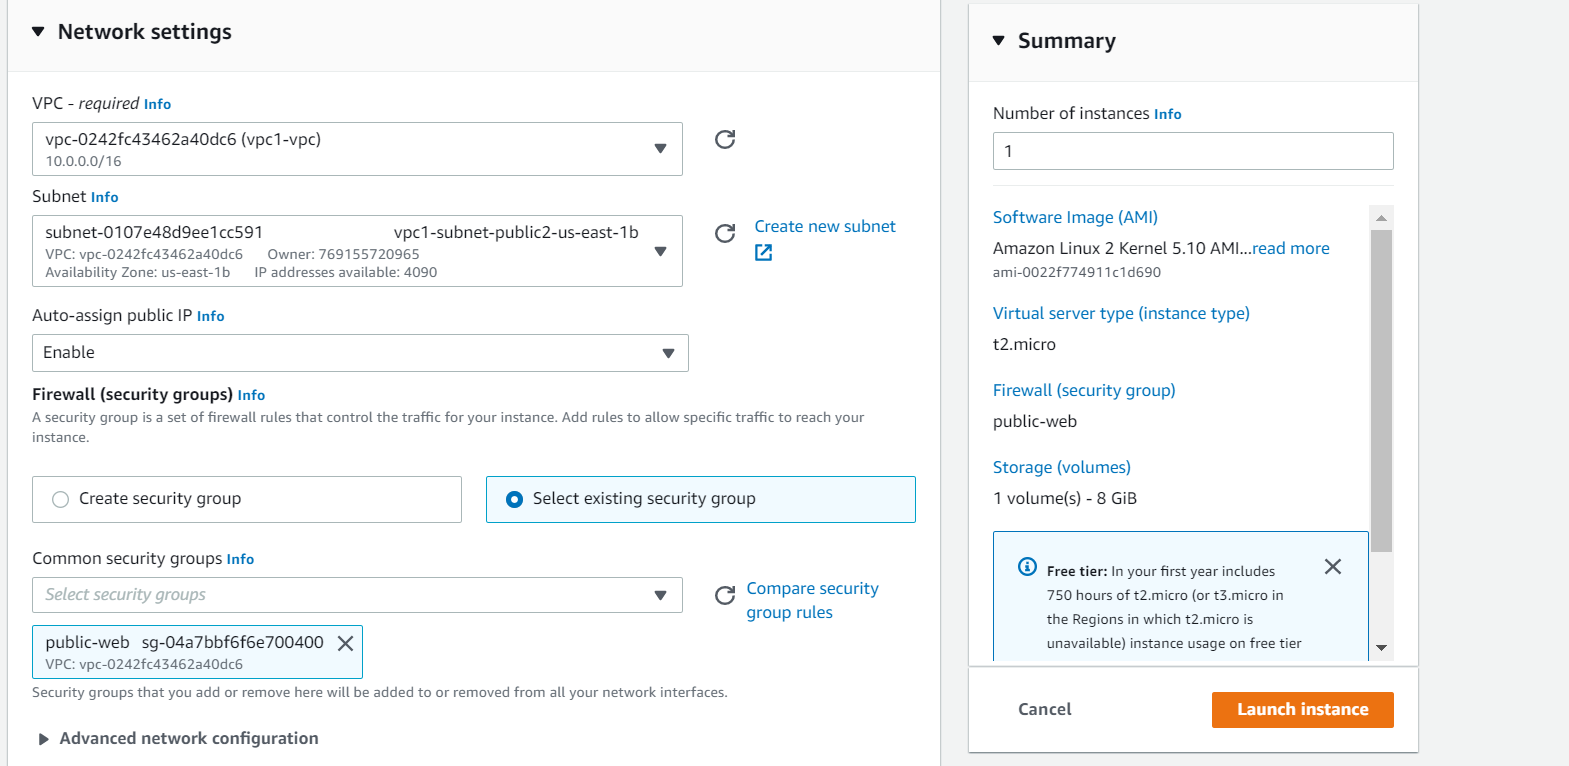 Network settings
VPC - required Info
vpc-0242fc43462a40dc6 (vpc1-vpc)
10.0.0.0/16
Subnet Info
subnet-0107e48d9ee1cc591 vpc1-subnet-public2-us-east-1b
VPC: vpc-0242fc43462a40dc6 Owner: 769155720965
Availability Zone: us-east-1b IP addresses available: 4090
Create new subnet
Auto-assign public IP Info
Enable
Firewall (security groups) Info
A security group is a set of firewall rules that control the traffic for your instance. Add rules to allow specific traffic to reach your
instance.
Create security group
Select existing security group
Common security groups Info
Select security groups
Compare security
group rules
public-web sg-04a7bbf6f6e700400
VPC: vpc-0242fc43462a40dc6
Security groups that you add or remove here will be added to or removed from all your network interfaces.
Advanced network configuration
Summary
Number of instances Info
1
Software Image (AMI)
Amazon Linux 2 Kernel 5.10 AMI...read more
ami-0022f774911c1d690
Virtual server type (instance type)
t2.micro
Firewall (security group)
public-web
Storage (volumes)
1 volume(s) - 8 GiB
Free tier: In your first year includes
750 hours of t2.micro (or t3.micro in
the Regions in which t2.micro is
unavailable) instance usage on free tier
Cancel
Launch instance